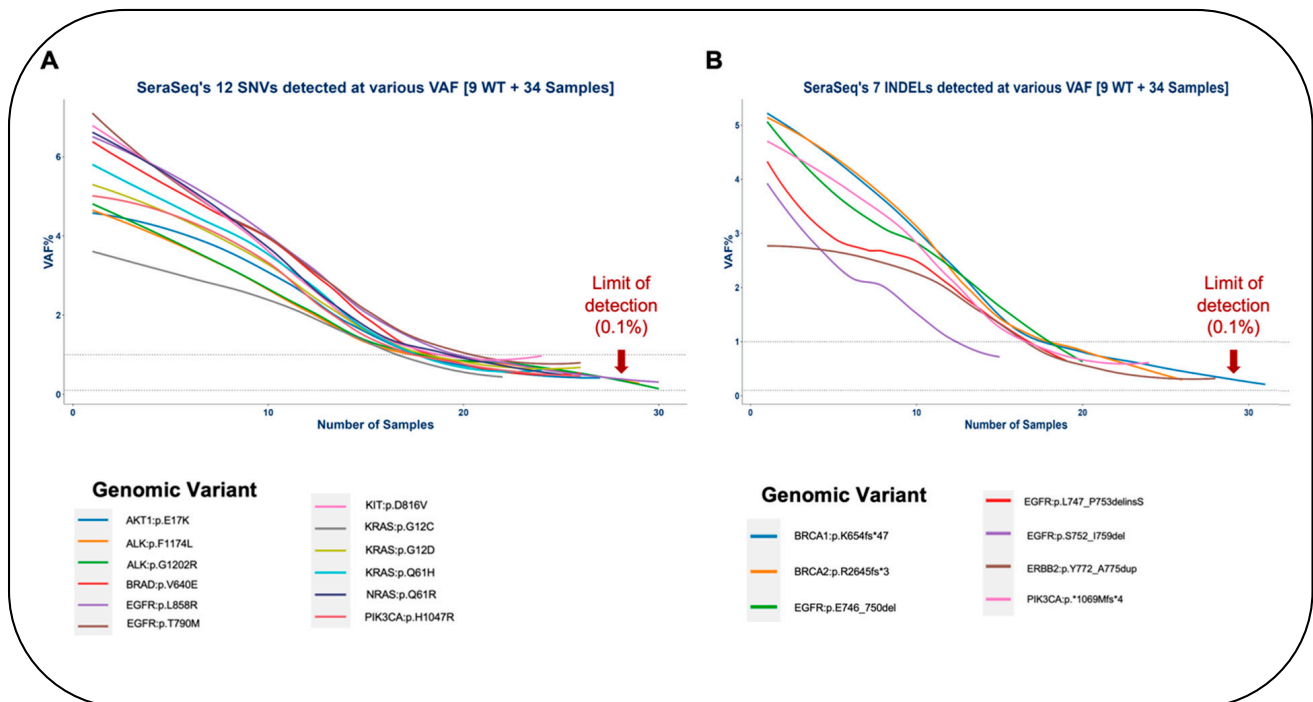 A
SeraSeq's 12 SNVs detected at various VAF [9 WT + 34 Samples]
VAF%
6
4
2
0
0
10
20
30
Number of Samples
Limit of
detection
(0.1%)
Genomic Variant
AKT1:p.E17K
ALK:p.F1174L
ALK:p.G1202R
BRAD:p.V640E
EGFR:p.L858R
EGFR:p.T790M
KIT:p.D816V
KRAS:p.G12C
KRAS:p.G12D
KRAS:p.Q61H
NRAS:p.Q61R
PIK3CA:p.H1047R
B
SeraSeq's 7 INDELs detected at various VAF [9 WT + 34 Samples]
VAF%
5
4
3
2
1
0
0
10
20
30
Number of Samples
Limit of
detection
(0.1%)
Genomic Variant
BRCA1:p.K654fs*47
BRCA2:p.R2645fs*3
EGFR:p.E746_750del
EGFR:p.L747_P753delinsS
EGFR:p.S752_I759del
ERBB2:p.Y772_A775dup
PIK3CA:p.*1069Mfs*4